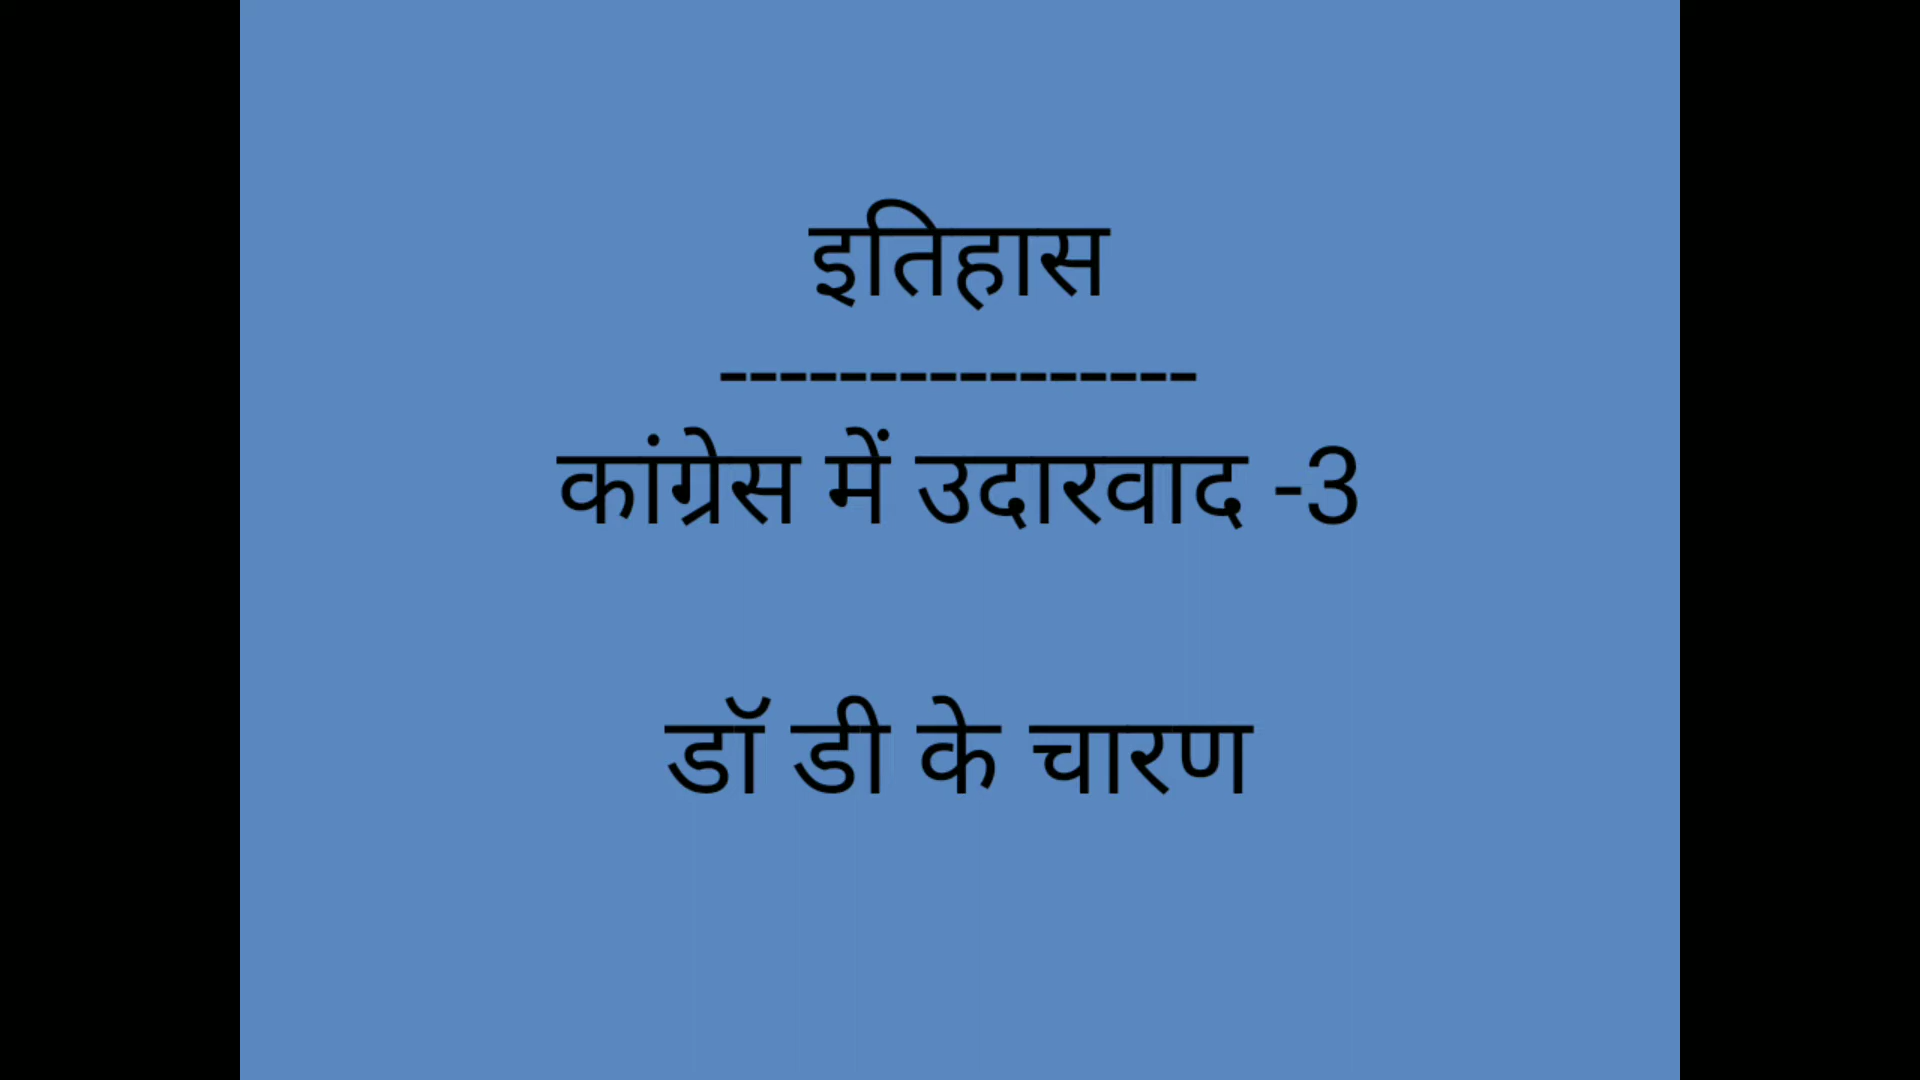 इतिहास
----------------
कांग्रेस में उदारवाद -3
डॉ डी के चारण